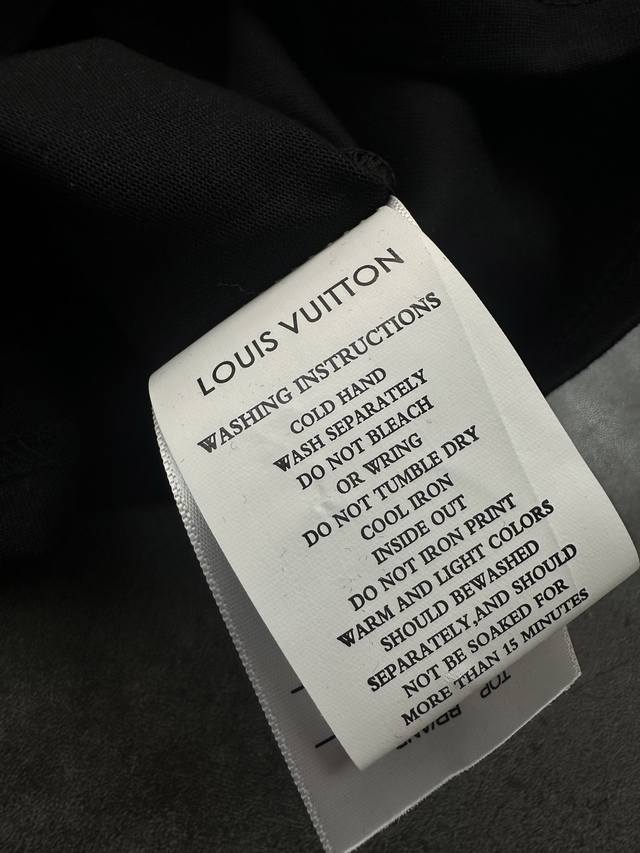 LOUIS VUITTON
WASHING INSTRUCTIONS
COLD HAND
WASH SEPARATELY
DO NOT BLEACH
OR WRING
DO NOT TUMBLE DRY
COOL IRON
INSIDE OUT
DO NOT IRON PRINT
WARM AND LIGHT COLORS
SHOULD BEWASHED
SEPARATELY,AND SHOULD
NOT BE SOAKED FOR
MORE THAN 15 MINUTES
TOP